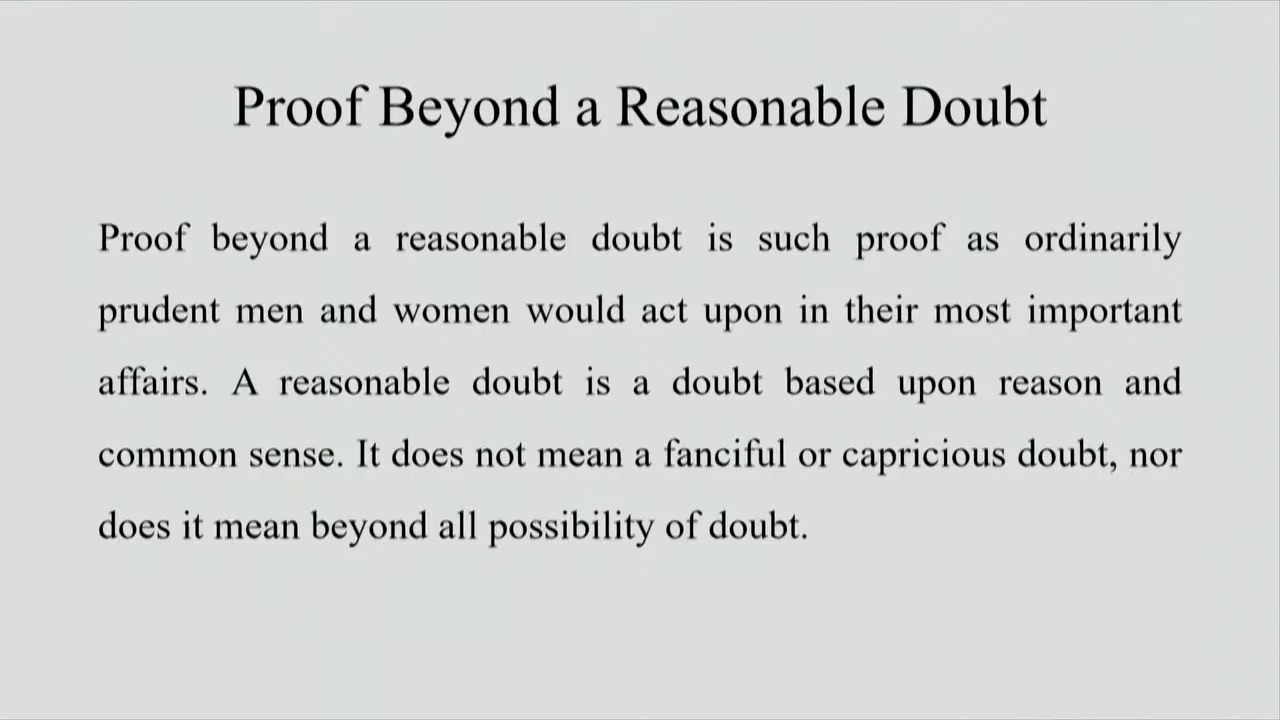 Proof Beyond a Reasonable Doubt
Proof beyond a reasonable doubt is such proof as ordinarily
prudent men and women would act upon in their most important
affairs. A reasonable doubt is a doubt based upon reason and
common sense. It does not mean a fanciful or capricious doubt, nor
does it mean beyond all possibility of doubt.